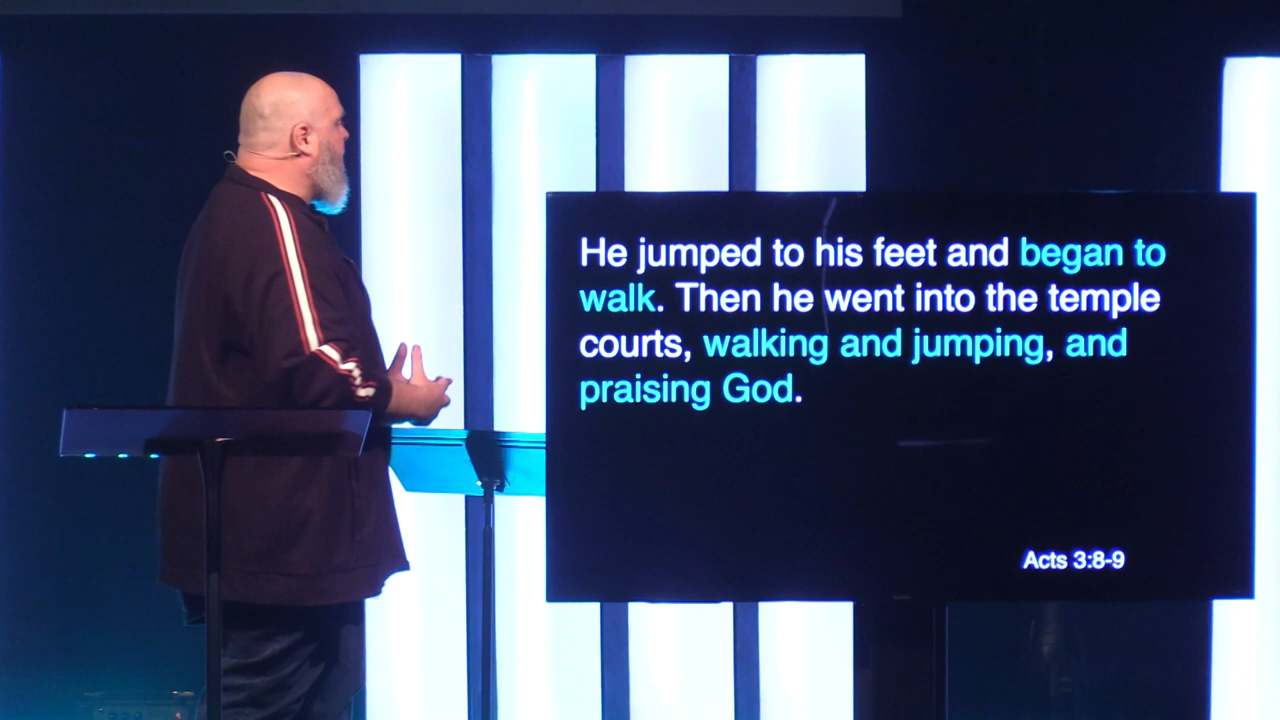 He jumped to his feet and began to
walk. Then he went into the temple
courts, walking and jumping, and
praising God.
Acts 3:8-9